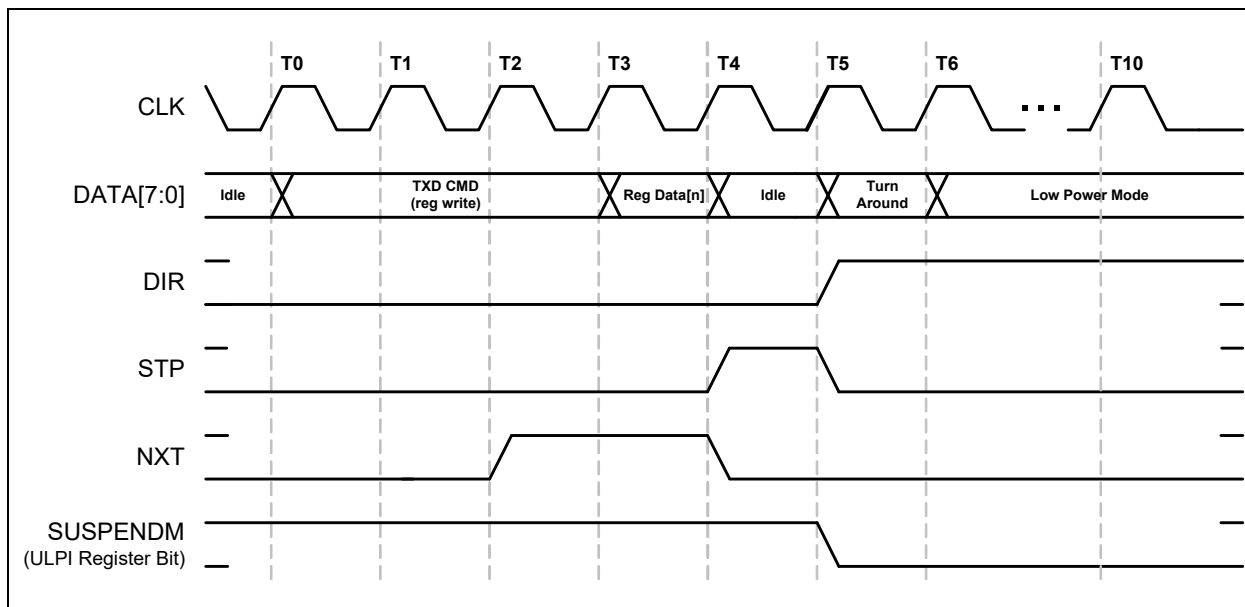 T0 T1 T2 T3 T4 T5 T6 T10
CLK
...
DATA[7:0] Idle TXD CMD Reg Data[n] Idle Turn Low Power Mode
(reg write) Around
DIR
STP
NXT
SUSPENDM
(ULPI Register Bit)